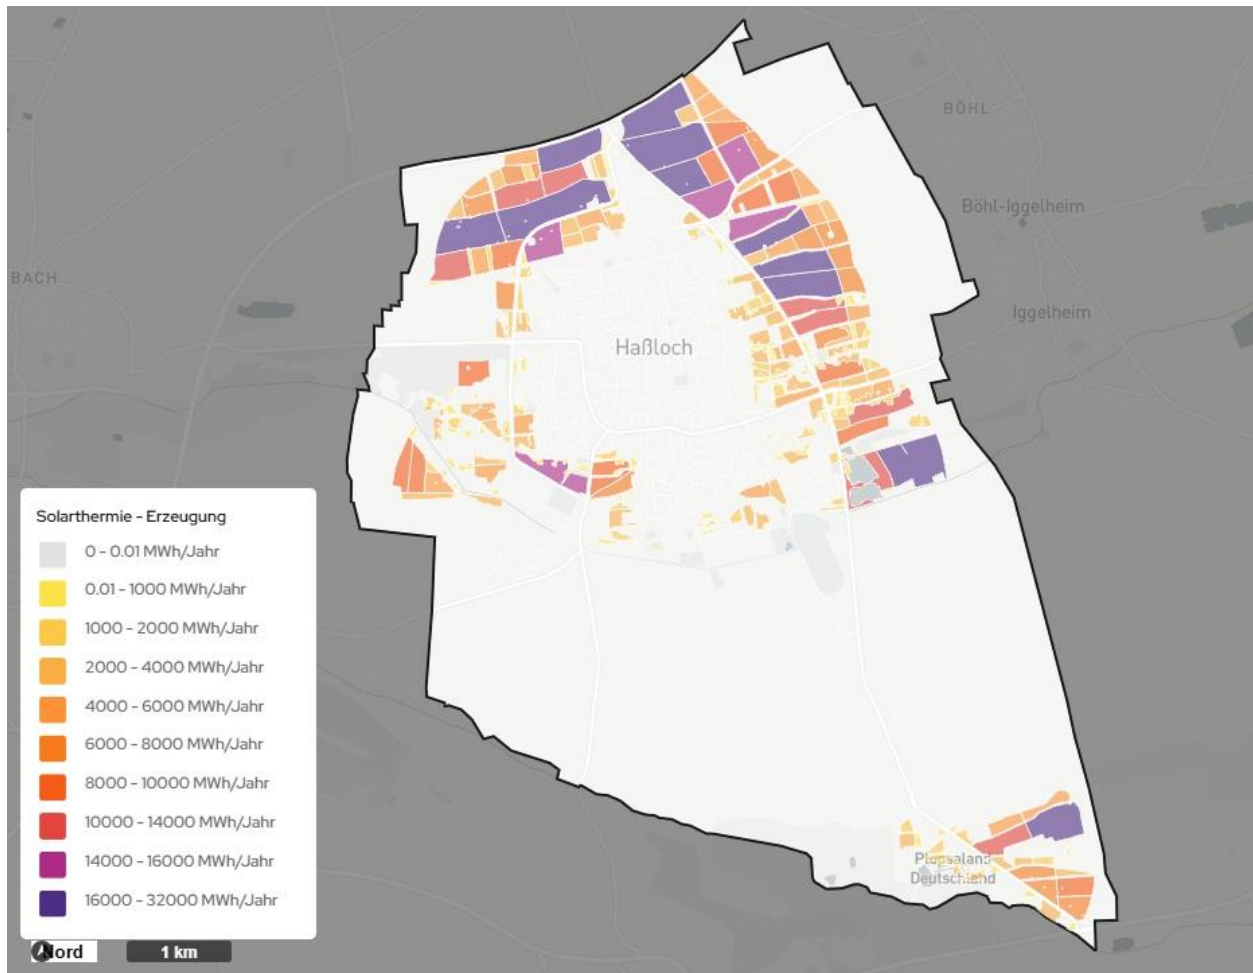 BÖHL
Böhl-Iggelheim
BACH
Iggelheim
Haßloch
Solarthermie - Erzeugung
0 - 0.01 MWh/Jahr
0.01 - 1000 MWh/Jahr
1000 - 2000 MWh/Jahr
2000 - 4000 MWh/Jahr
4000 - 6000 MWh/Jahr
6000 - 8000 MWh/Jahr
8000 - 10000 MWh/Jahr
10000 - 14000 MWh/Jahr
14000 - 16000 MWh/Jahr
16000 - 32000 MWh/Jahr
Plopsaland
Deutschland
Nord
1 km